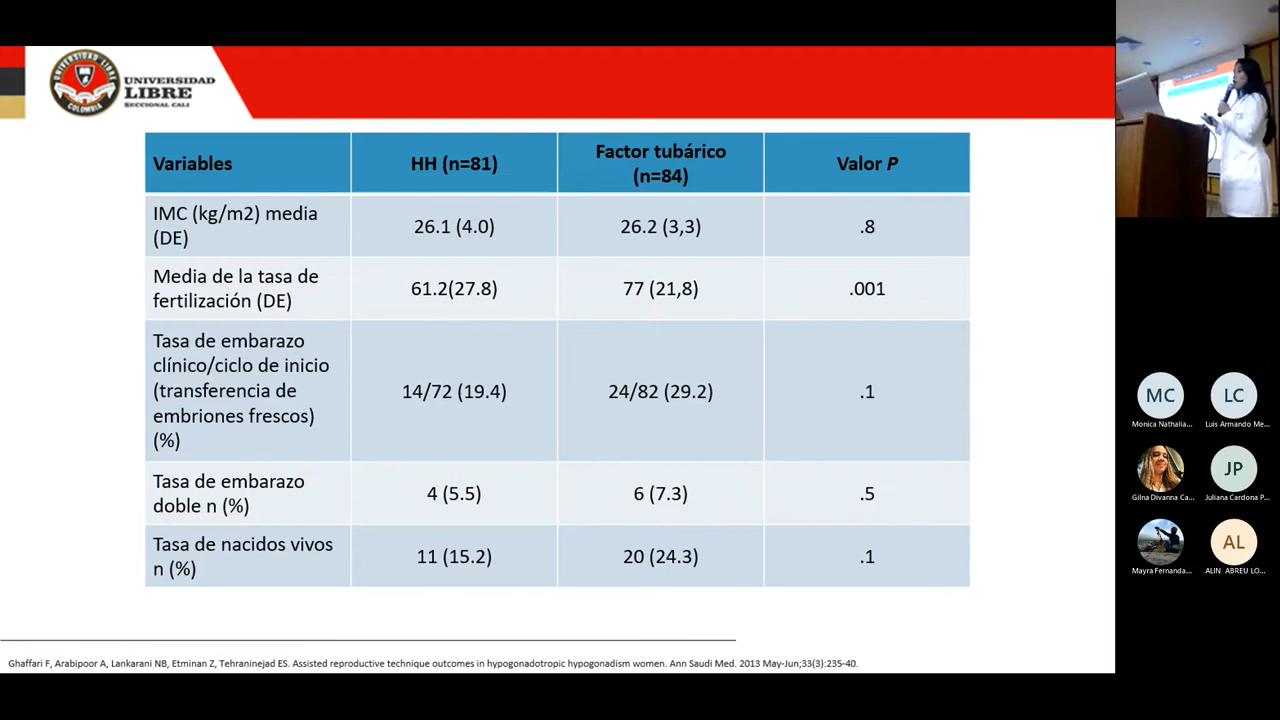 UNIVERSIDAD LIBRE
COLOMBIA
UNIVERSIDAD
LIBRE
SECCIONAL CALI
Variables
HH (n=81)
Factor tubárico
(n=84)
Valor P
IMC (kg/m2) media
(DE)
26.1 (4.0)
26.2 (3,3)
.8
Media de la tasa de
fertilización (DE)
61.2(27.8)
77 (21,8)
.001
Tasa de embarazo
clínico/ciclo de inicio
(transferencia de
embriones frescos)
(%)
14/72 (19.4)
24/82 (29.2)
.1
Tasa de embarazo
doble n (%)
4 (5.5)
6 (7.3)
.5
Tasa de nacidos vivos
n (%)
11 (15.2)
20 (24.3)
.1
Ghaffari F, Arabipoor A, Lankarani NB, Etminan Z, Tehraninejad ES. Assisted reproductive technique outcomes in hypogonadotropic hypogonadism women. Ann Saudi Med. 2013 May-Jun;33(3):235-40.
MC
LC
Monica Nathalia...
Luis Armando Me...
JP
Gilna Divanna Ca...
Juliana Cardona P...
AL
Mayra Fernanda...
ALIN ABREU LO...